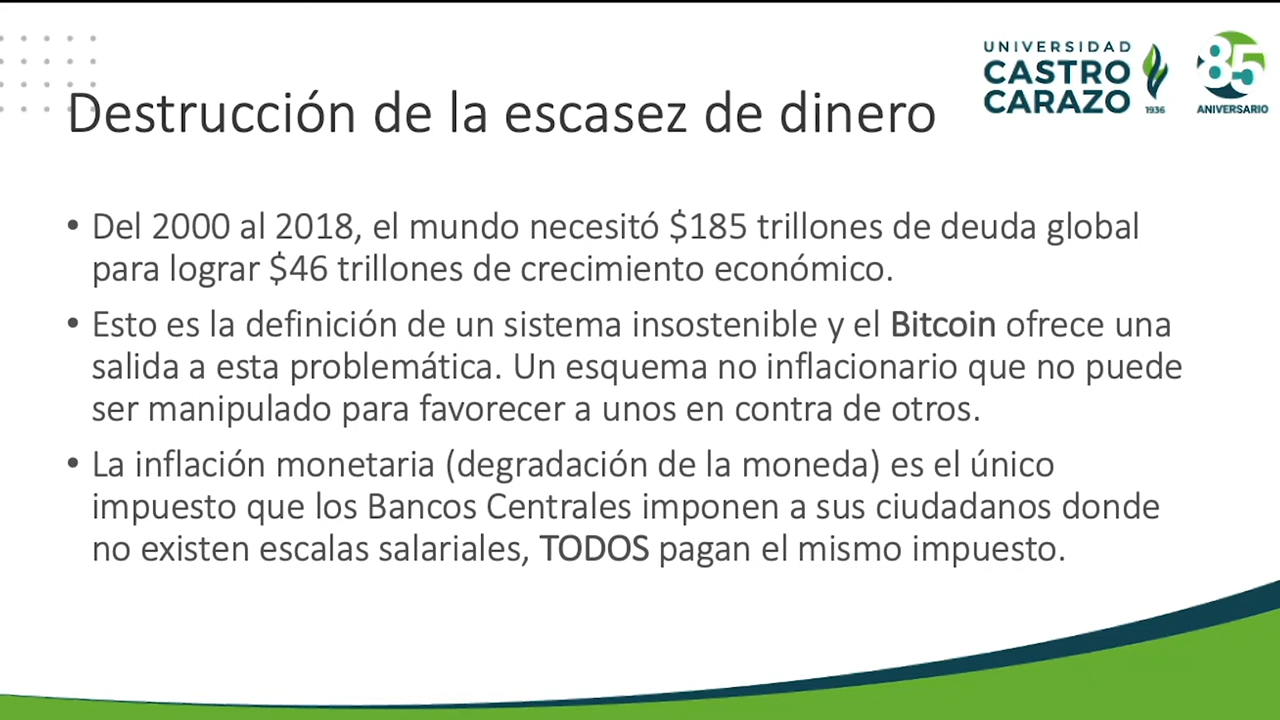 UNIVERSIDAD
CASTRO
CARAZO
1936
85
ANIVERSARIO
Destrucción de la escasez de dinero
• Del 2000 al 2018, el mundo necesitó $185 trillones de deuda global
para lograr $46 trillones de crecimiento económico.
• Esto es la definición de un sistema insostenible y el Bitcoin ofrece una
salida a esta problemática. Un esquema no inflacionario que no puede
ser manipulado para favorecer a unos en contra de otros.
• La inflación monetaria (degradación de la moneda) es el único
impuesto que los Bancos Centrales imponen a sus ciudadanos donde
no existen escalas salariales, TODOS pagan el mismo impuesto.